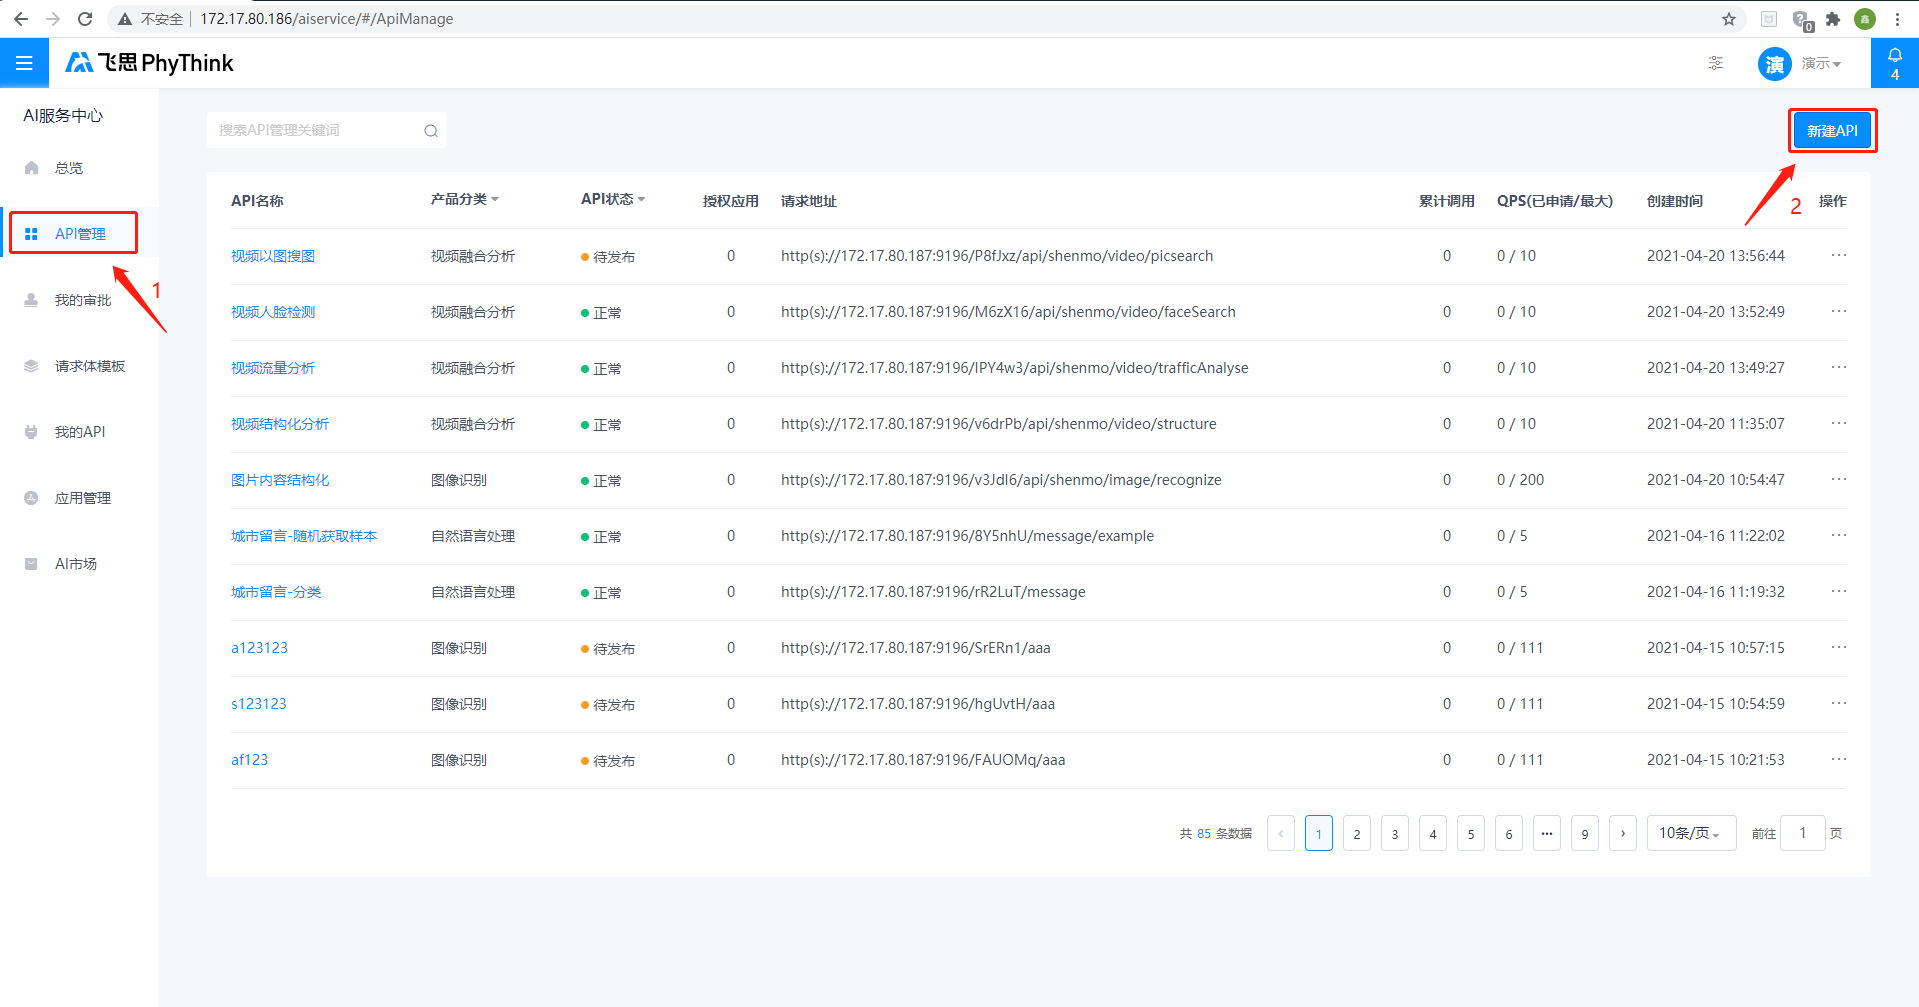 不安全 172.17.80.186/aiservice/#/ApiManage 0 鑫
飞思 PhyThink 演 演示 4
AI服务中心
总览
API管理
1
我的审批
请求体模板
我的API
应用管理
AI市场
搜索API管理关键词 新建API
2
API名称 产品分类 API状态 授权应用 请求地址 累计调用 QPS(已申请/最大) 创建时间 操作
视频以图搜图 视频融合分析 待发布 0 http(s)://172.17.80.187:9196/P8fJxz/api/shenmo/video/picsearch 0 0 / 10 2021-04-20 13:56:44 ···
视频人脸检测 视频融合分析 正常 0 http(s)://172.17.80.187:9196/M6zX16/api/shenmo/video/faceSearch 0 0 / 10 2021-04-20 13:52:49 ···
视频流量分析 视频融合分析 正常 0 http(s)://172.17.80.187:9196/IPY4w3/api/shenmo/video/trafficAnalyse 0 0 / 10 2021-04-20 13:49:27 ···
视频结构化分析 视频融合分析 正常 0 http(s)://172.17.80.187:9196/v6drPb/api/shenmo/video/structure 0 0 / 10 2021-04-20 11:35:07 ···
图片内容结构化 图像识别 正常 0 http(s)://172.17.80.187:9196/v3JdI6/api/shenmo/image/recognize 0 0 / 200 2021-04-20 10:54:47 ···
城市留言-随机获取样本 自然语言处理 正常 0 http(s)://172.17.80.187:9196/8Y5nhU/message/example 0 0 / 5 2021-04-16 11:22:02 ···
城市留言-分类 自然语言处理 正常 0 http(s)://172.17.80.187:9196/rR2LuT/message 0 0 / 5 2021-04-16 11:19:32 ···
a123123 图像识别 待发布 0 http(s)://172.17.80.187:9196/SrERn1/aaa 0 0 / 111 2021-04-15 10:57:15 ···
s123123 图像识别 待发布 0 http(s)://172.17.80.187:9196/hgUvtH/aaa 0 0 / 111 2021-04-15 10:54:59 ···
af123 图像识别 待发布 0 http(s)://172.17.80.187:9196/FAUOMq/aaa 0 0 / 111 2021-04-15 10:21:53 ···
共 85 条数据 ‹ 1 2 3 4 5 6 ··· 9 › 10条/页 前往 1 页